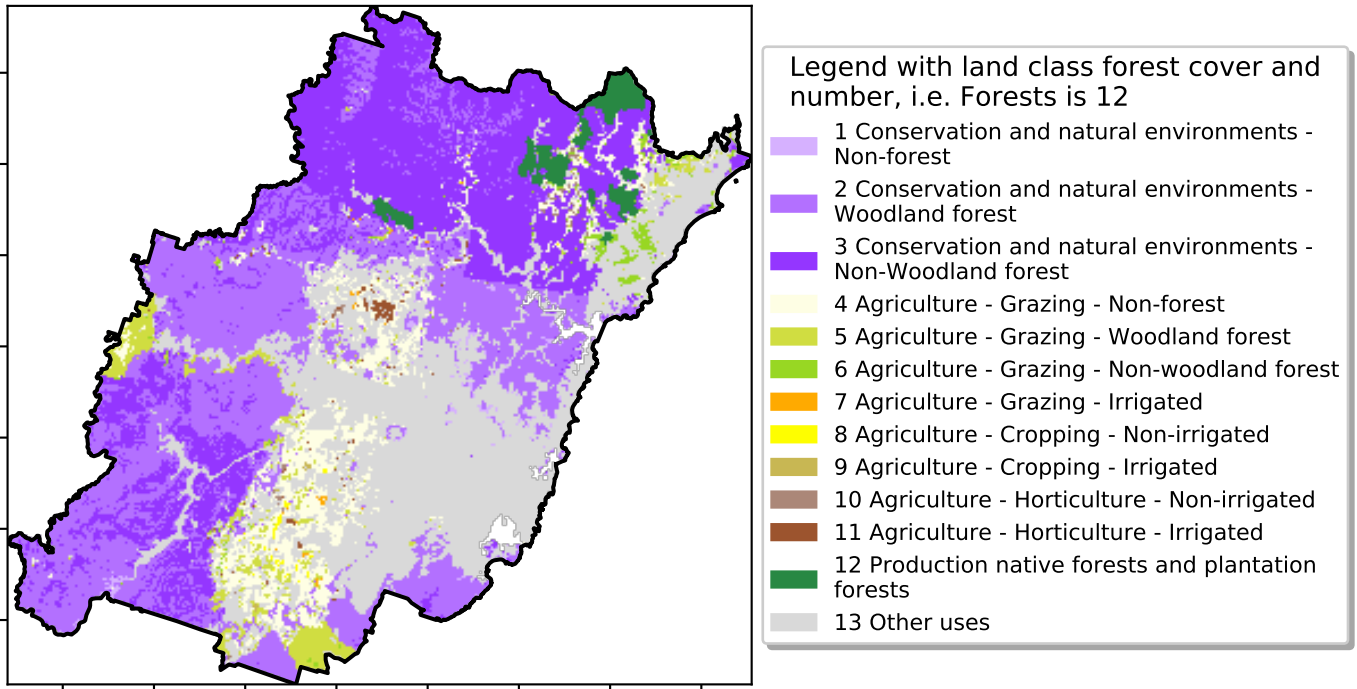 Legend with land class forest cover and
number, i.e. Forests is 12
1 Conservation and natural environments -
Non-forest
2 Conservation and natural environments -
Woodland forest
3 Conservation and natural environments -
Non-Woodland forest
4 Agriculture - Grazing - Non-forest
5 Agriculture - Grazing - Woodland forest
6 Agriculture - Grazing - Non-woodland forest
7 Agriculture - Grazing - Irrigated
8 Agriculture - Cropping - Non-irrigated
9 Agriculture - Cropping - Irrigated
10 Agriculture - Horticulture - Non-irrigated
11 Agriculture - Horticulture - Irrigated
12 Production native forests and plantation
forests
13 Other uses